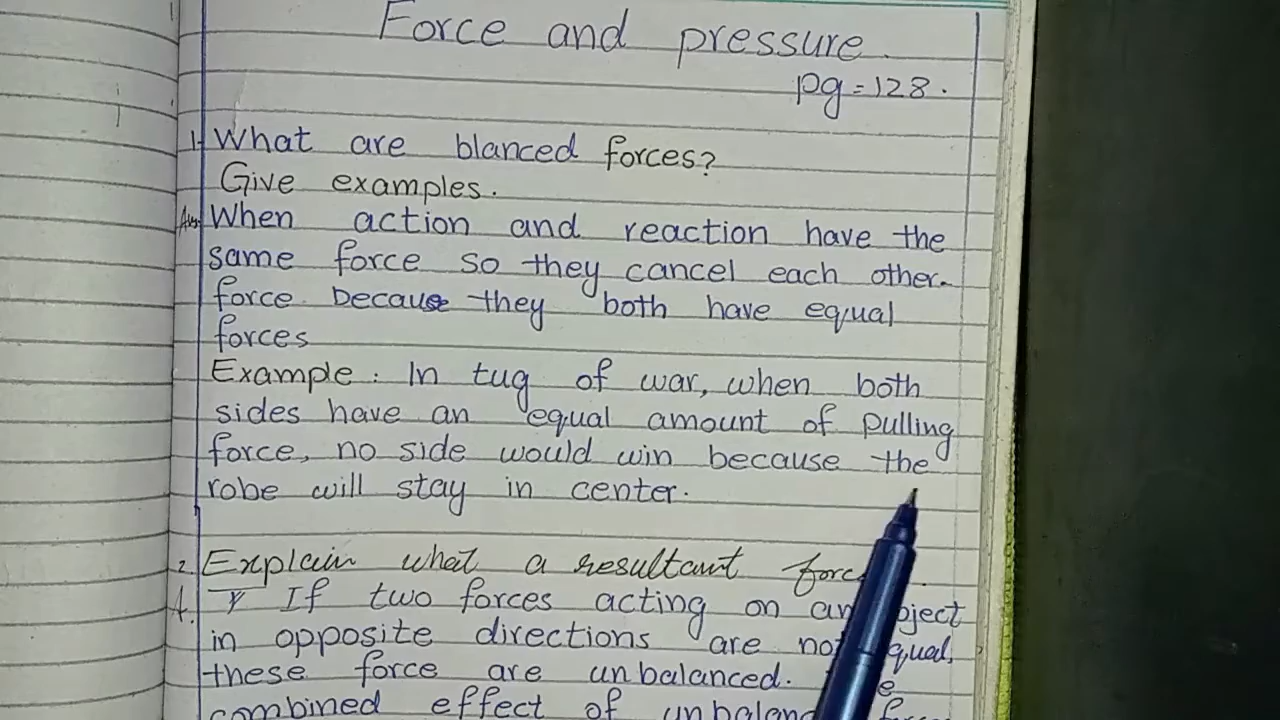 Force and pressure
pg=128.
1. What are blanced forces?
Give examples.
Ans: When action and reaction have the
same force so they cancel each other
force because they both have equal
forces
Example: In tug of war, when both
sides have an equal amount of pulling
force, no side would win because the
robe will stay in center.
2. Explain what a resultant
A. If two forces acting on an
in opposite directions are
these force are unbalanced.
combined effect of